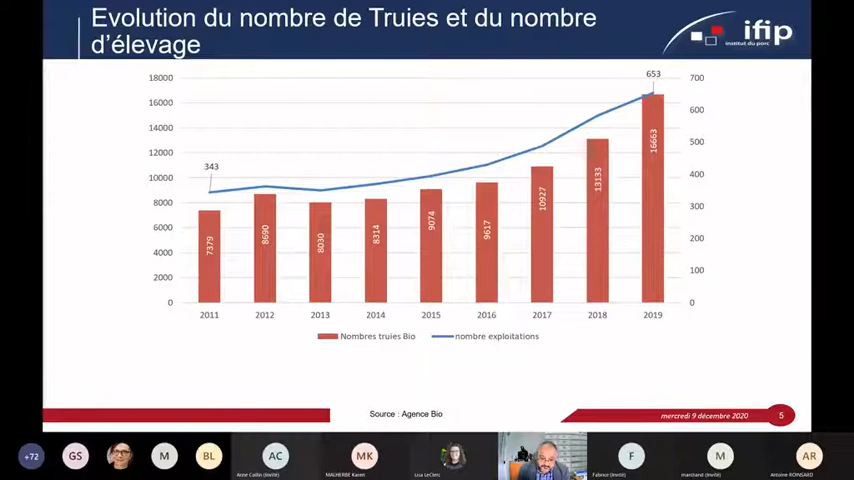 Evolution du nombre de Truies et du nombre
d'élevage
ifip
institut du porc
18000
16000
14000
12000
10000
8000
6000
4000
2000
0
700
600
500
400
300
200
100
0
343
653
7379
8690
8030
8314
9074
9617
10927
13133
16663
2011 2012 2013 2014 2015 2016 2017 2018 2019
Nombres truies Bio nombre exploitations
Source : Agence Bio
mercredi 9 décembre 2020 5
+72 GS M BL AC MK F M AR
Anne Collin (Invité) MALHERBE Karen Lisa LeClerc Fabrice (Invité) marchand (Invité) Antoine ROINSARD